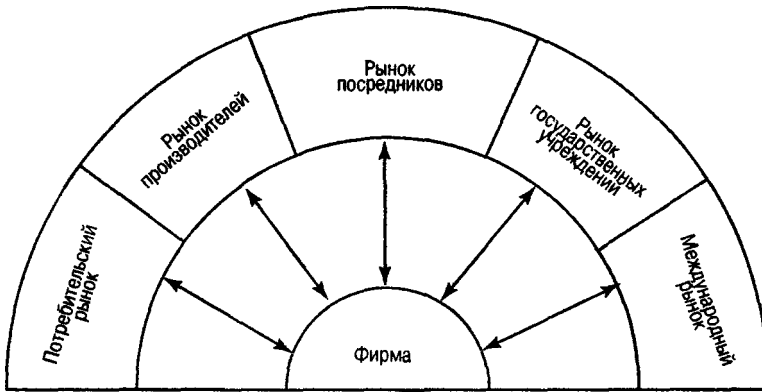 Потребительский
рынок
Рынок
производителей
Рынок
посредников
Рынок
государственных
учреждений
Международный
рынок
Фирма